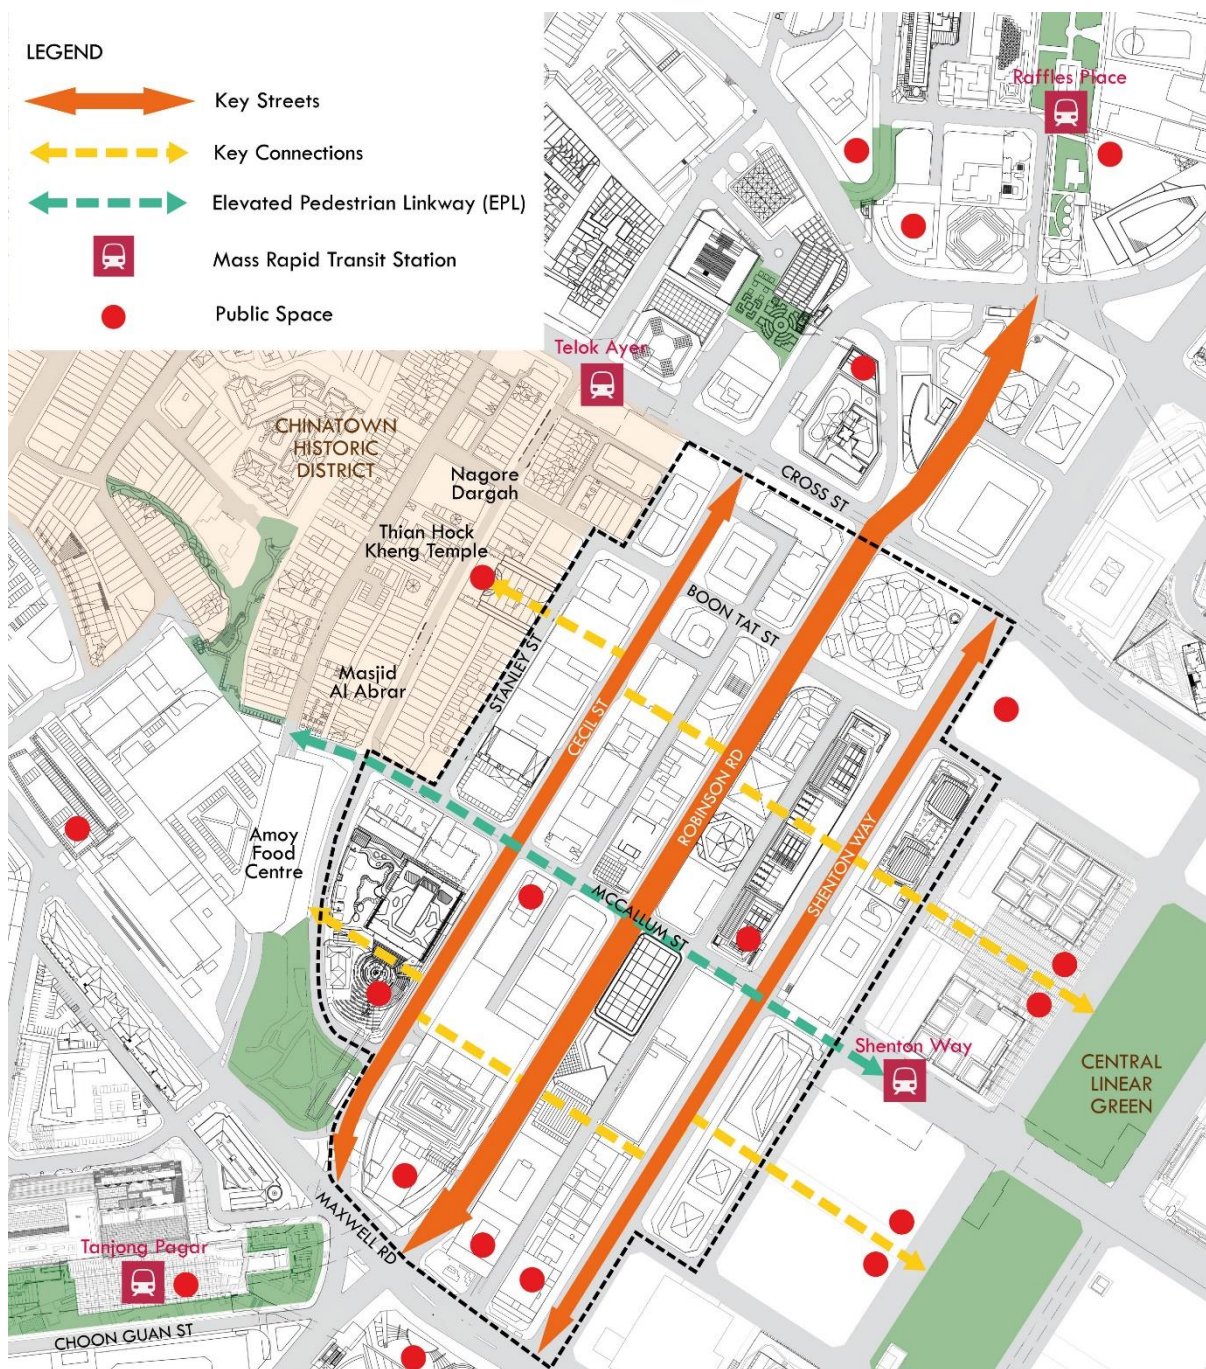 LEGEND
Key Streets
Key Connections
Elevated Pedestrian Linkway (EPL)
Mass Rapid Transit Station
Public Space
Raffles Place
Telok Ayer
CHINATOWN
HISTORIC
DISTRICT
Nagore
Dargah
CROSS ST
Thian Hock
Kheng Temple
BOON TAT ST
STANLEY ST
Masjid
Al Abrar
CECIL ST
ROBINSON RD
SHENTON WAY
Amoy
Food
Centre
MCCALLUM ST
Shenton Way
CENTRAL
LINEAR
GREEN
MAXWELL RD
Tanjong Pagar
CHOON GUAN ST